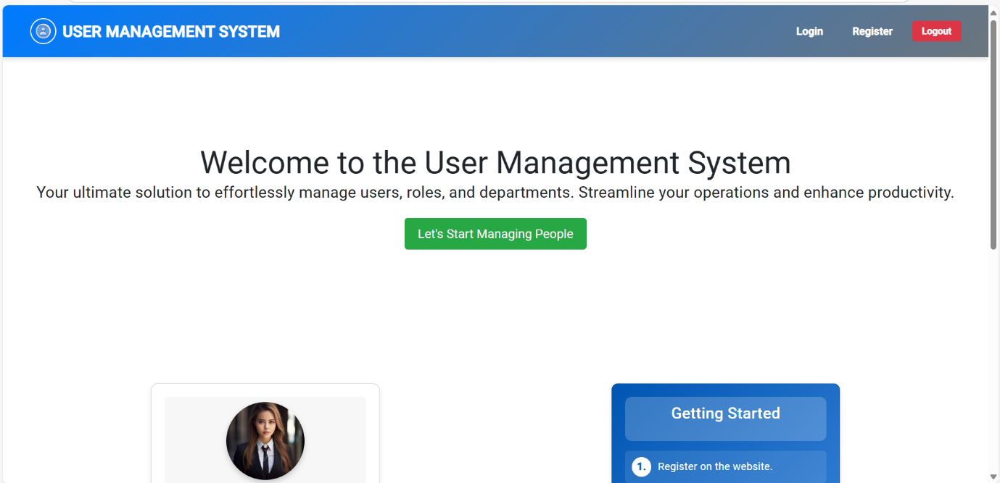 USER MANAGEMENT SYSTEM
Login
Register
Logout
Welcome to the User Management System
Your ultimate solution to effortlessly manage users, roles, and departments. Streamline your operations and enhance productivity.
Let's Start Managing People
Getting Started
1. Register on the website.